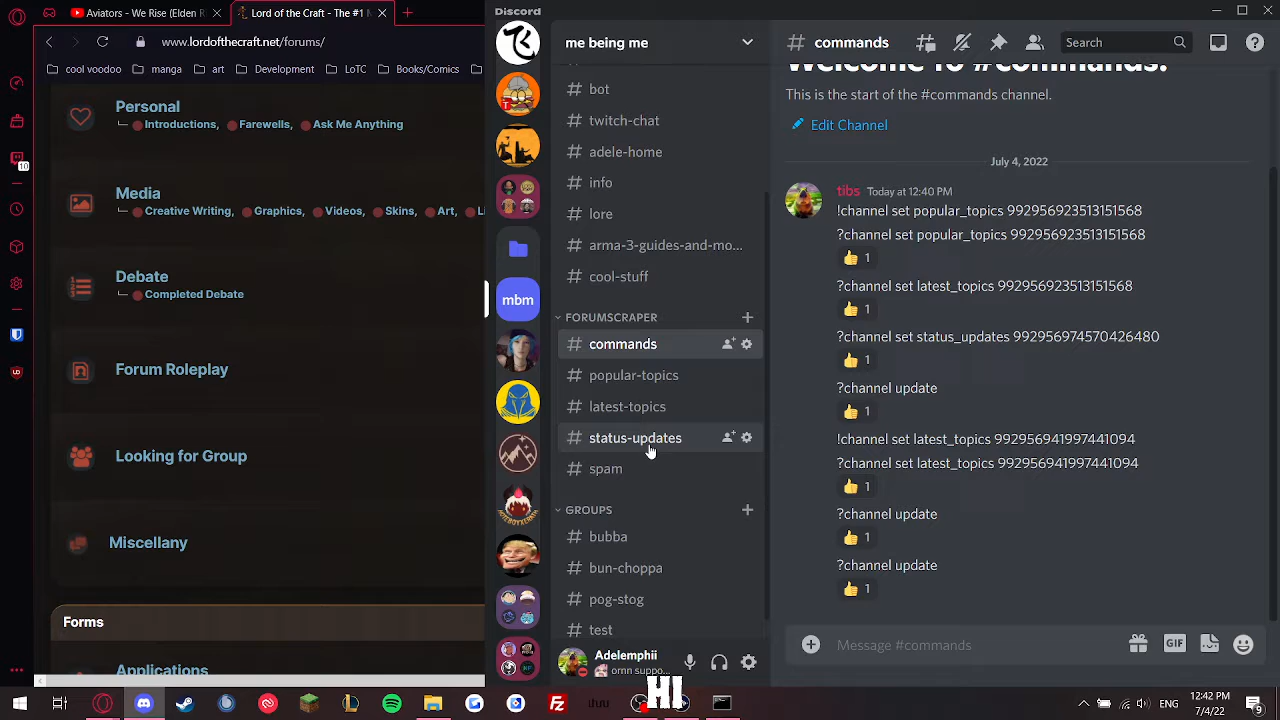 Aviators - We Rise (Elden R
Lord of the Craft - The #1 M
www.lordofthecraft.net/forums/
cool voodoo
manga
art
Development
LoTC
Books/Comics
10
Personal
Introductions, Farewells, Ask Me Anything
Media
Creative Writing, Graphics, Videos, Skins, Art, Li
Debate
Completed Debate
Forum Roleplay
Looking for Group
Miscellany
Forms
Applications
Discord
mbm
me being me
bot
twitch-chat
adele-home
info
lore
arma-3-guides-and-mo...
cool-stuff
FORUMSCRAPER
commands
popular-topics
latest-topics
status-updates
spam
GROUPS
bubba
bun-choppa
pog-stog
test
Adelemphii
omn suppo...
commands
Search
Welcome to #commands!
This is the start of the #commands channel.
Edit Channel
July 4, 2022
tibs Today at 12:40 PM
!channel set popular_topics 992956923513151568
?channel set popular_topics 992956923513151568
1
?channel set latest_topics 992956923513151568
1
?channel set status_updates 992956974570426480
1
?channel update
1
!channel set latest_topics 992956941997441094
?channel set latest_topics 992956941997441094
1
?channel update
1
?channel update
1
Message #commands
GIF
HI
ENG
12:42 PM
7/4/2022